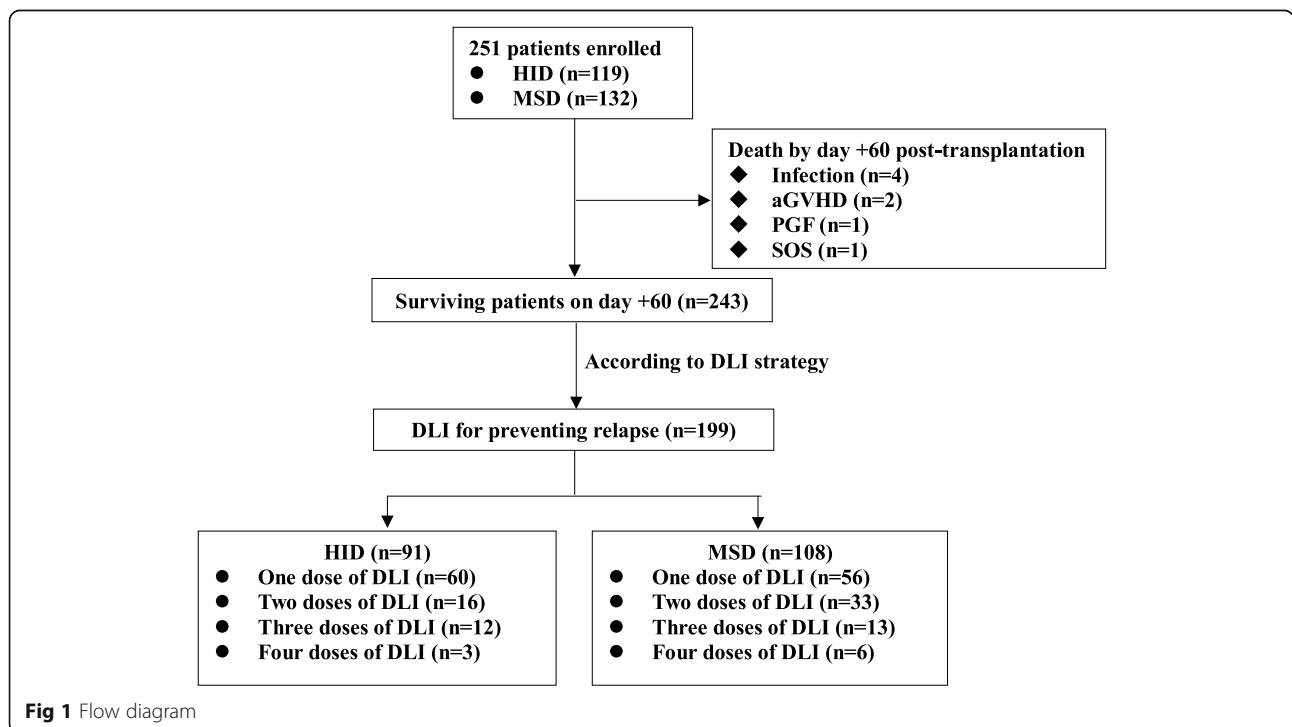 251 patients enrolled
● HID (n=119)
● MSD (n=132)
Death by day +60 post-transplantation
◆ Infection (n=4)
◆ aGVHD (n=2)
◆ PGF (n=1)
◆ SOS (n=1)
Surviving patients on day +60 (n=243)
According to DLI strategy
DLI for preventing relapse (n=199)
HID (n=91)
● One dose of DLI (n=60)
● Two doses of DLI (n=16)
● Three doses of DLI (n=12)
● Four doses of DLI (n=3)
MSD (n=108)
● One dose of DLI (n=56)
● Two doses of DLI (n=33)
● Three doses of DLI (n=13)
● Four doses of DLI (n=6)
Fig 1 Flow diagram